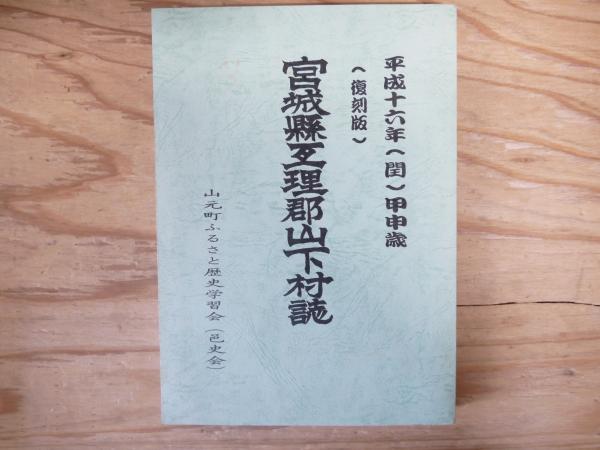 平成十六年（閏）甲申歳
（復刻版）
宮城縣亙理郡山下村誌
山元町ふるさと歴史学習会（邑史会）